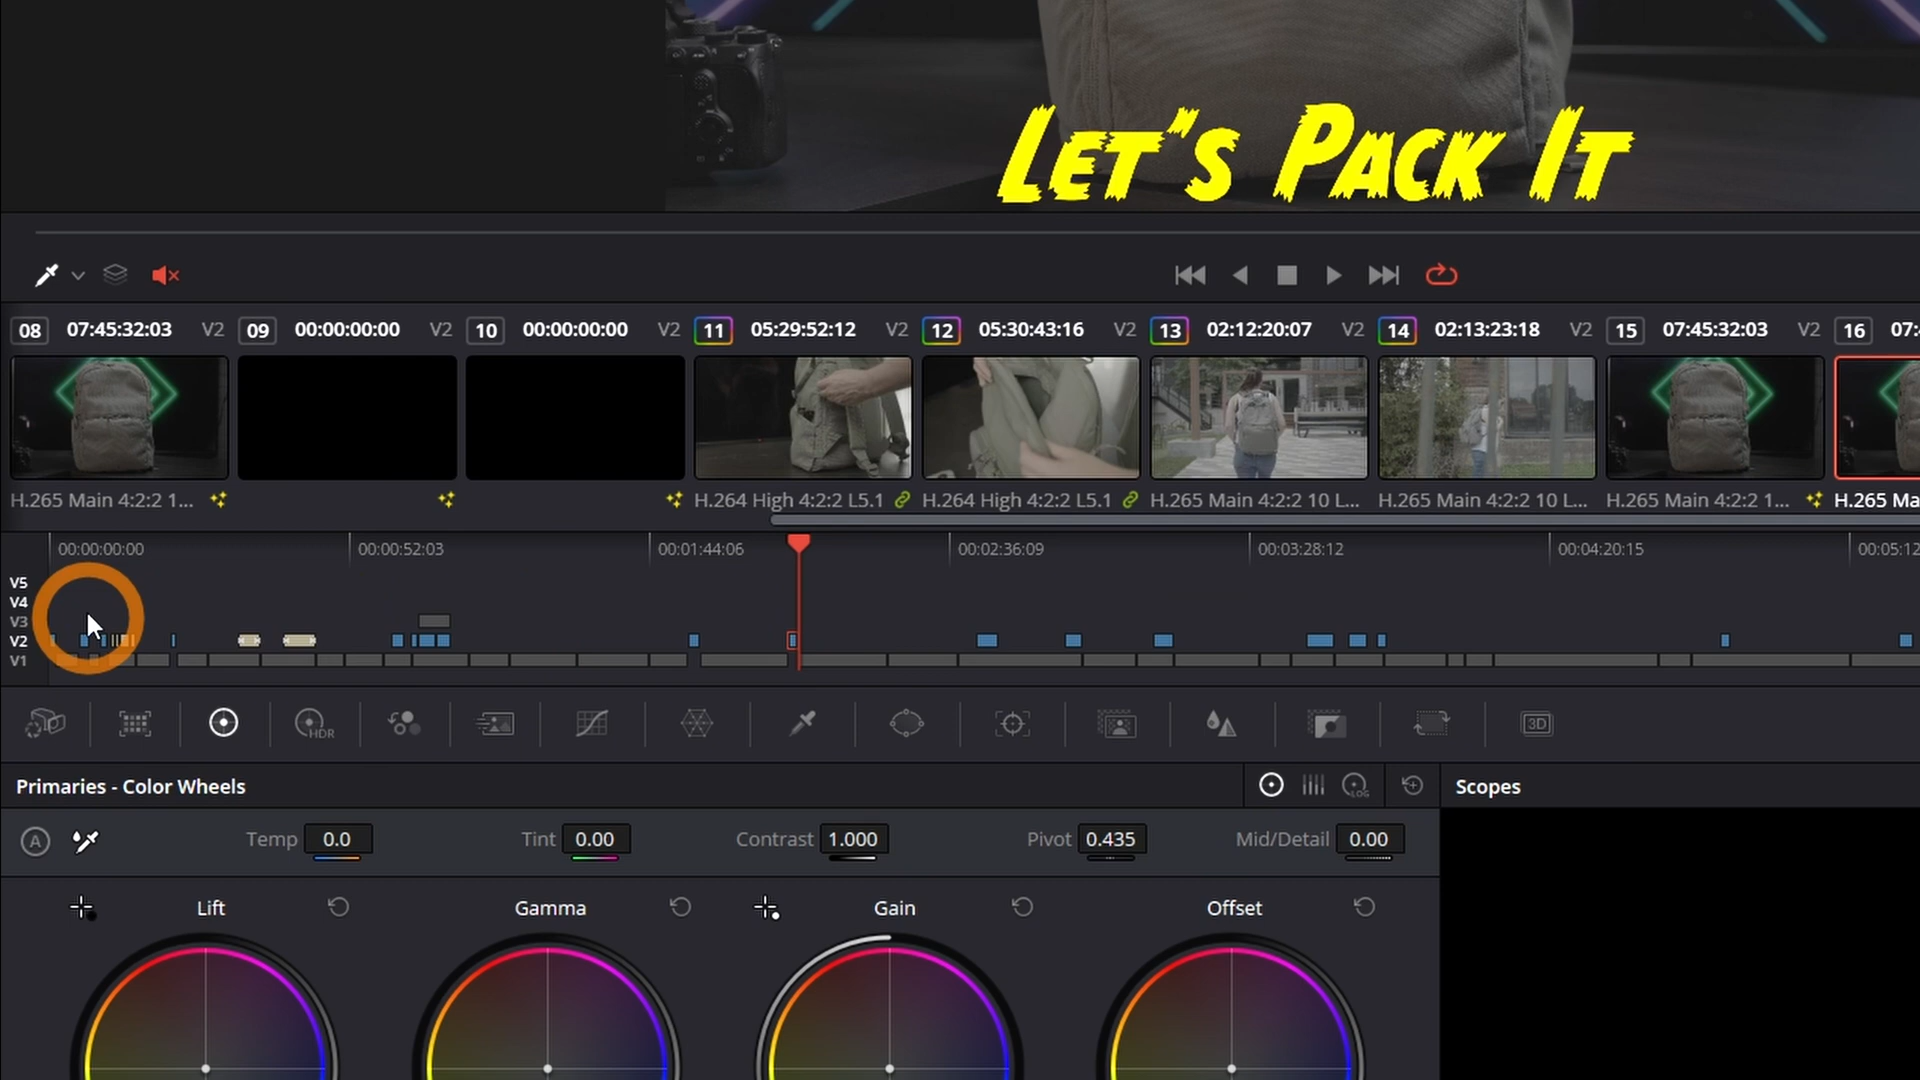 Let's Pack It
08 07:45:32:03 V2 09 00:00:00:00 V2 10 00:00:00:00 V2 11 05:29:52:12 V2 12 05:30:43:16 V2 13 02:12:20:07 V2 14 02:13:23:18 V2 15 07:45:32:03 V2 16 07:
H.265 Main 4:2:2 1... H.264 High 4:2:2 L5.1 H.264 High 4:2:2 L5.1 H.265 Main 4:2:2 10 L... H.265 Main 4:2:2 10 L... H.265 Main 4:2:2 1... H.265 Ma
00:00:00:00 00:00:52:03 00:01:44:06 00:02:36:09 00:03:28:12 00:04:20:15 00:05:12
V5
V4
V3
V2
V1
HDR 3D
Primaries - Color Wheels LOG Scopes
A Temp 0.0 Tint 0.00 Contrast 1.000 Pivot 0.435 Mid/Detail 0.00
Lift Gamma Gain Offset